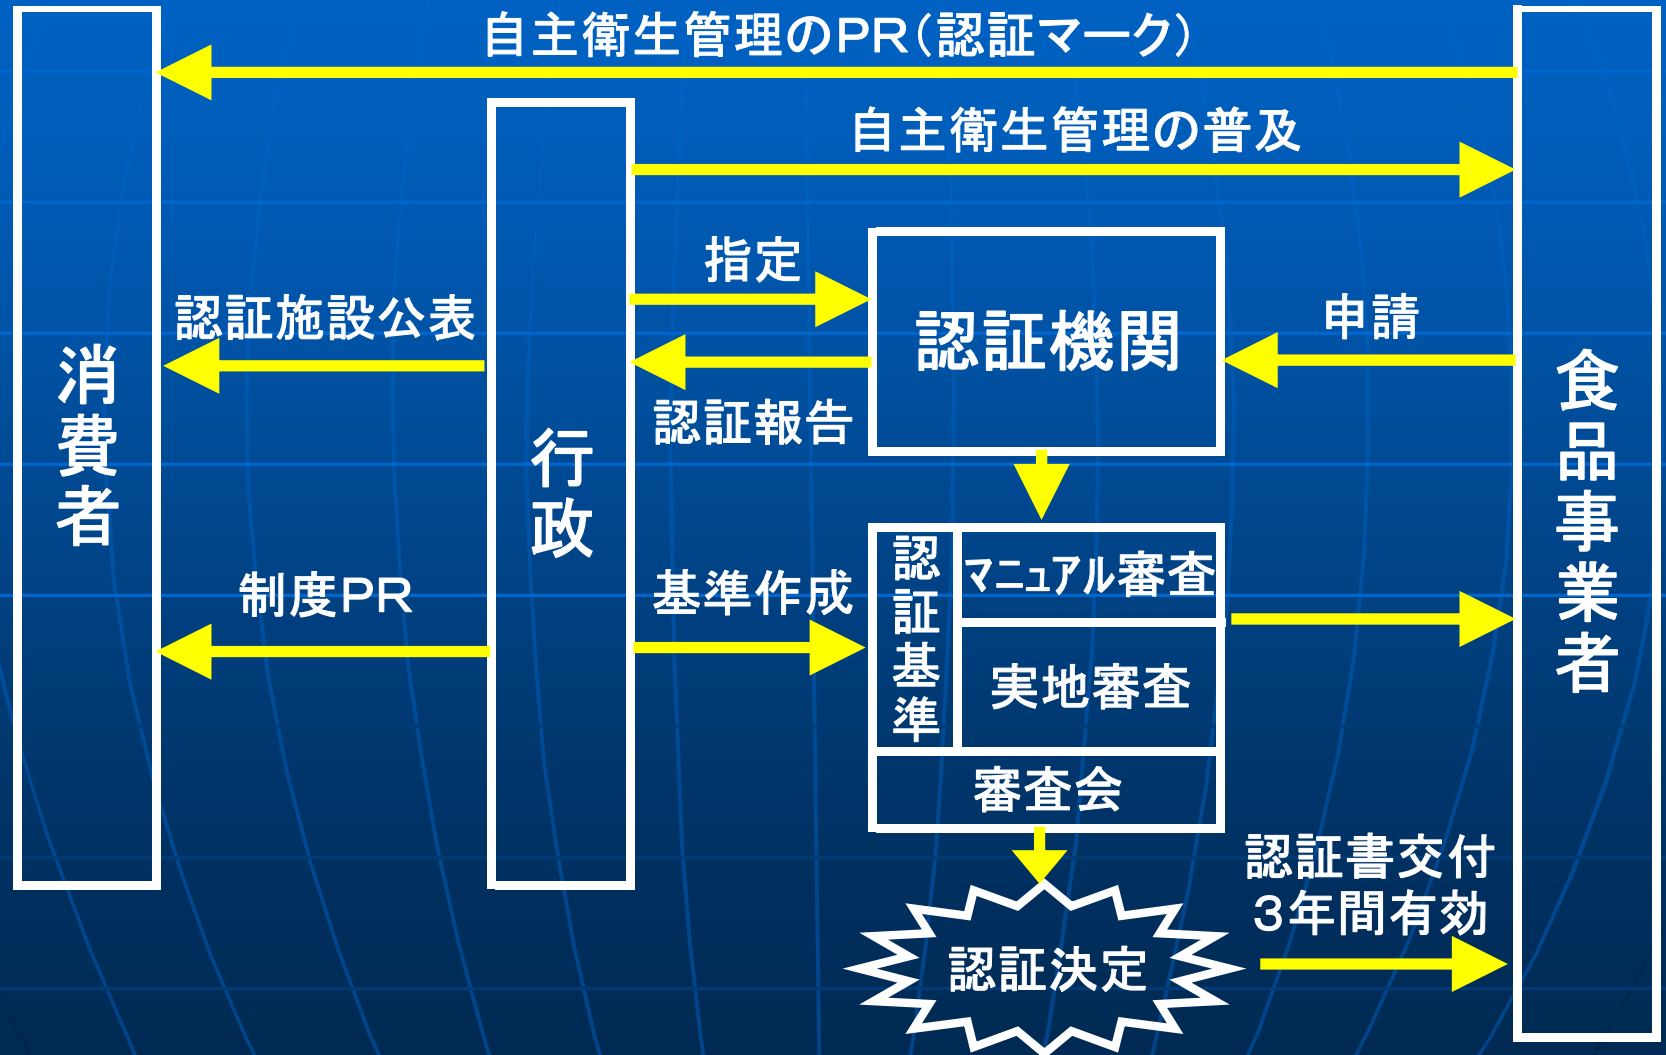 自主衛生管理のＰＲ（認証マーク）
自主衛生管理の普及
指定
認証施設公表
認証機関
申請
消費者
行政
食品事業者
認証報告
認証基準
マニュアル審査
制度ＰＲ
基準作成
実地審査
審査会
認証書交付
３年間有効
認証決定